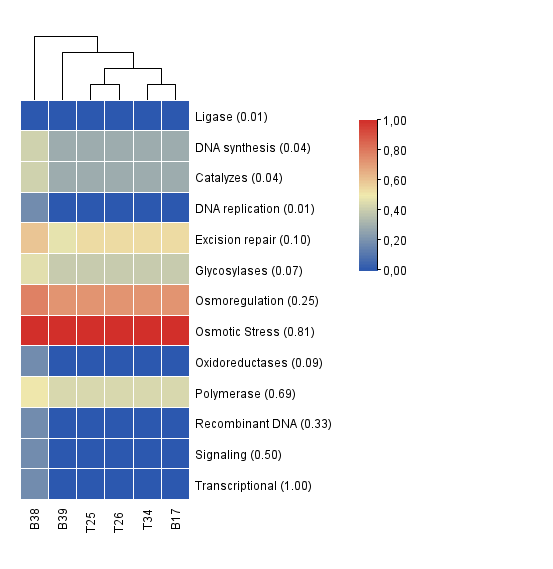 Ligase (0.01)
DNA synthesis (0.04)
Catalyzes (0.04)
DNA replication (0.01)
Excision repair (0.10)
Glycosylases (0.07)
Osmoregulation (0.25)
Osmotic Stress (0.81)
Oxidoreductases (0.09)
Polymerase (0.69)
Recombinant DNA (0.33)
Signaling (0.50)
Transcriptional (1.00)
B38
B39
T25
T26
T34
B17
1,00
0,80
0,60
0,40
0,20
0,00